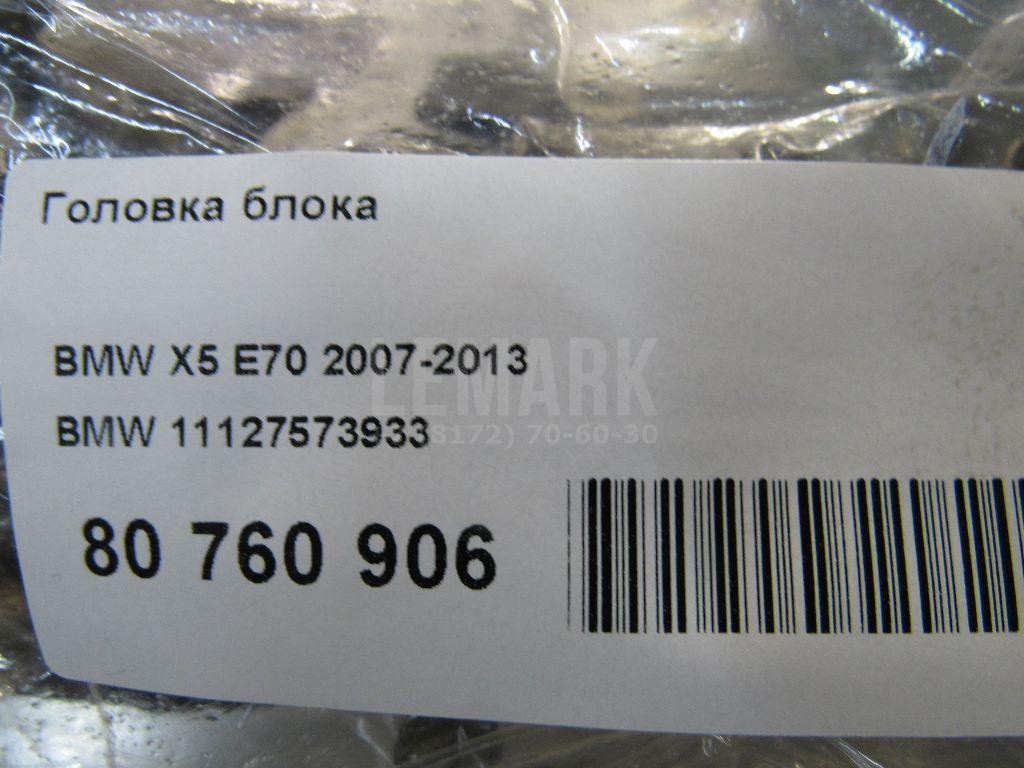 Головка блока
BMW X5 E70 2007-2013
LEMARK
BMW 11127573933
8172) 70-60-30
80 760 906